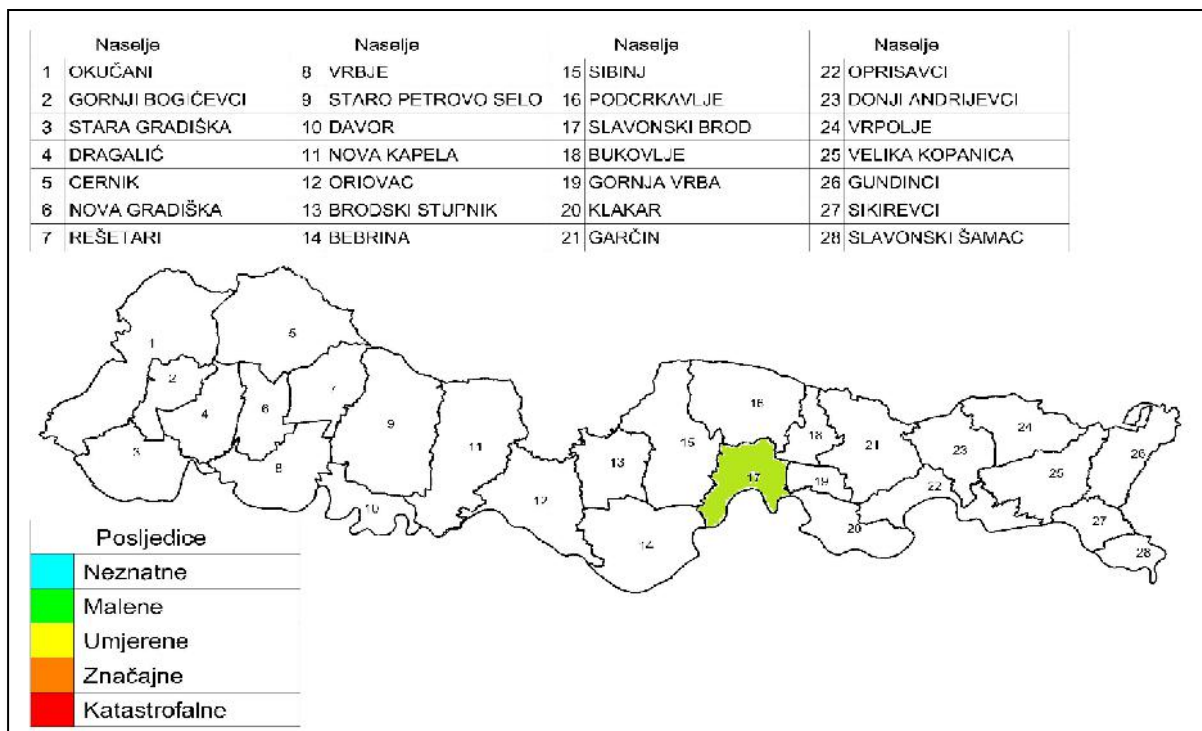 Naselje Naselje Naselje Naselje
1 OKUČANI 8 VRBJE 15 SIBINJ 22 OPRISAVCI
2 GORNJI BOGIČEVCI 9 STARO PETROVO SELO 16 PODCRKAVLJE 23 DONJI ANDRIJEVCI
3 STARA GRADIŠKA 10 DAVOR 17 SLAVONSKI BROD 24 VRPOLJE
4 DRAGALIĆ 11 NOVA KAPELA 18 BUKOVLJE 25 VELIKA KOPANICA
5 CERNIK 12 ORIOVAC 19 GORNJA VRBA 26 GUNDINCI
6 NOVA GRADIŠKA 13 BRODSKI STUPNIK 20 KLAKAR 27 SIKIREVCI
7 REŠETARI 14 BEBRINA 21 GARČIN 28 SLAVONSKI ŠAMAC
1
5
2
7
4
6
3
8
9
10
11
12
13
14
15
16
17
18
19
20
21
22
23
24
25
26
27
28
Posljedice
Neznatne
Malene
Umjerene
Značajne
Katastrofalne